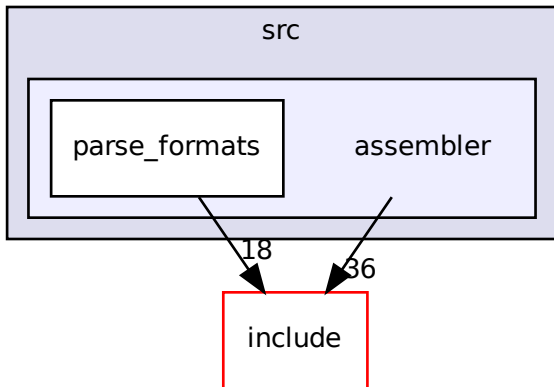 src
parse_formats
assembler
18
36
include